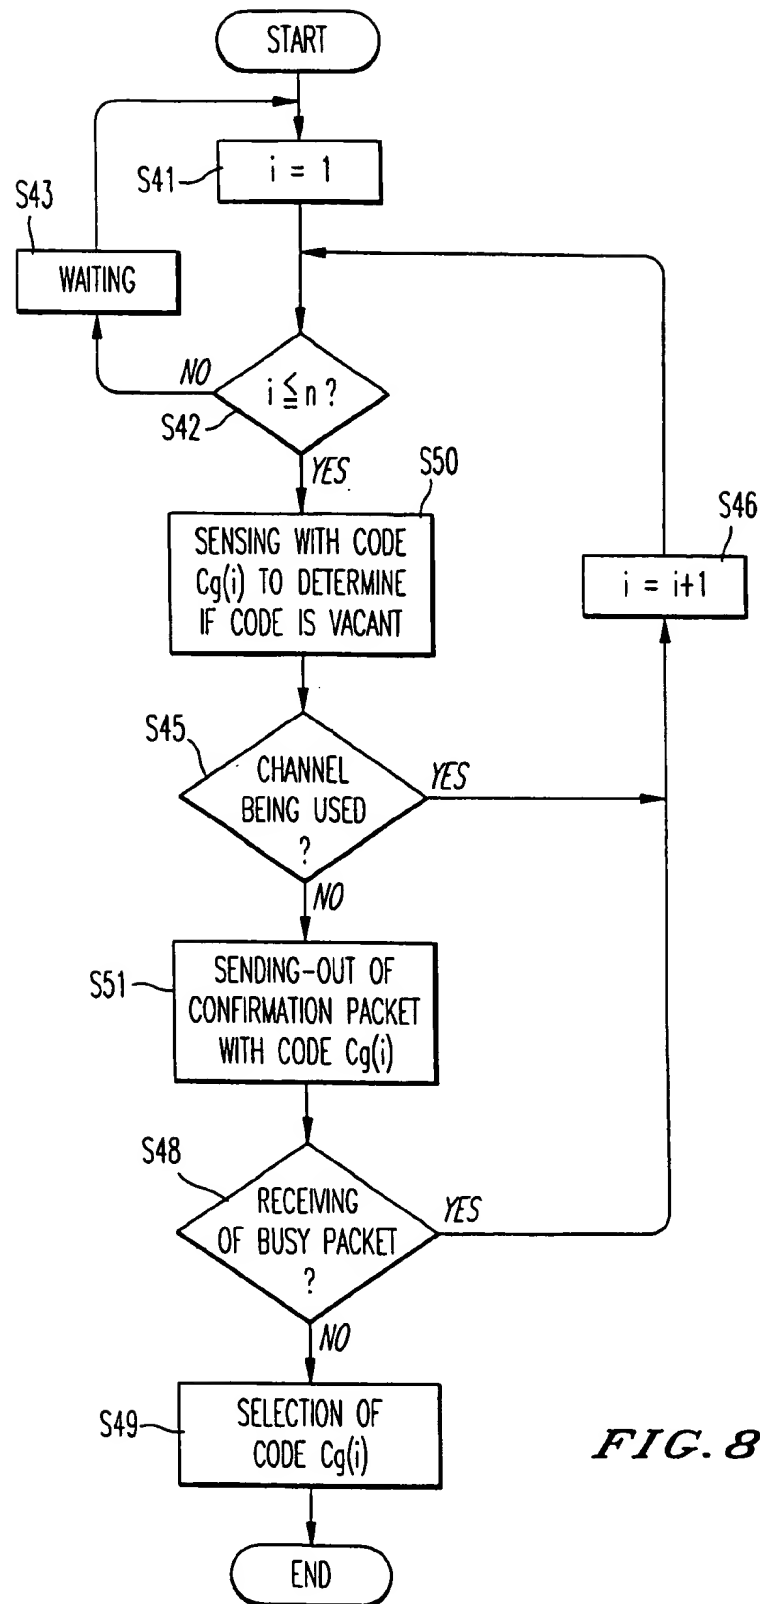 START
S41
i = 1
S43
WAITING
NO
i ≦ n ?
S42
YES
S50
SENSING WITH CODE
Cg(i) TO DETERMINE
IF CODE IS VACANT
S46
i = i+1
S45
CHANNEL
BEING USED
?
YES
NO
S51
SENDING-OUT OF
CONFIRMATION PACKET
WITH CODE Cg(i)
S48
RECEIVING
OF BUSY PACKET
?
YES
NO
S49
SELECTION OF
CODE Cg(i)
FIG. 8
END